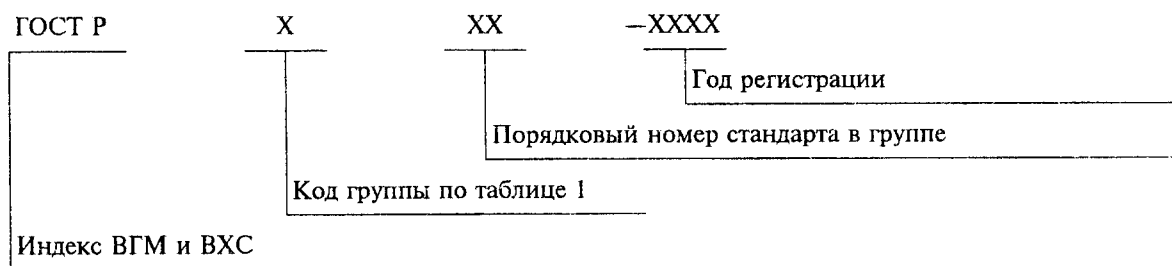 ГОСТ Р X XX —XXXX
Год регистрации
Порядковый номер стандарта в группе
Код группы по таблице 1
Индекс ВГМ и ВХС